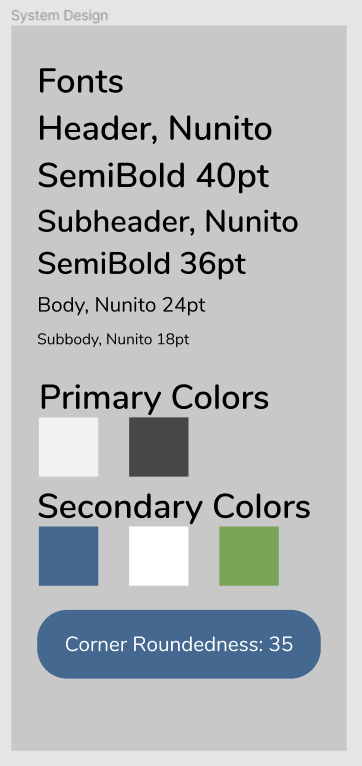 System Design
Fonts
Header, Nunito
SemiBold 40pt
Subheader, Nunito
SemiBold 36pt
Body, Nunito 24pt
Subbody, Nunito 18pt
Primary Colors
Secondary Colors
Corner Roundedness: 35